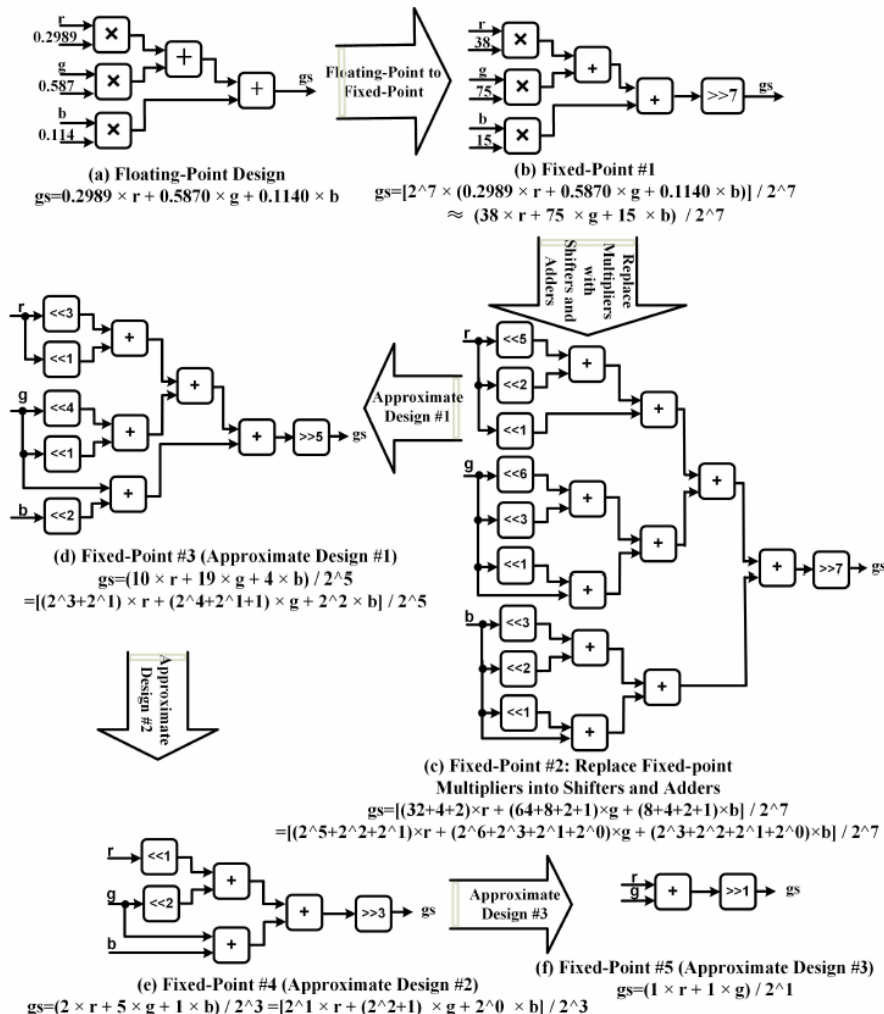 r
0.2989
×
g
0.587
×
b
0.114
×
+
+
gs
(a) Floating-Point Design
gs=0.2989 × r + 0.5870 × g + 0.1140 × b
Floating-Point to
Fixed-Point
r
38
×
g
75
×
b
15
×
+
+
>>7
gs
(b) Fixed-Point #1
gs=[2^7 × (0.2989 × r + 0.5870 × g + 0.1140 × b)] / 2^7
≈ (38 × r + 75 × g + 15 × b) / 2^7
Replace
Multipliers
with
Shifters and
Adders
r
<<5
<<2
<<1
+
+
g
<<6
<<3
<<1
+
+
+
b
<<3
<<2
<<1
+
+
+
+
+
>>7
gs
(c) Fixed-Point #2: Replace Fixed-point
Multipliers into Shifters and Adders
gs=[(32+4+2)×r + (64+8+2+1)×g + (8+4+2+1)×b] / 2^7
=[(2^5+2^2+2^1)×r + (2^6+2^3+2^1+2^0)×g + (2^3+2^2+2^1+2^0)×b] / 2^7
Approximate
Design #1
r
<<3
<<1
+
g
<<4
<<1
+
+
b
<<2
+
+
>>5
gs
(d) Fixed-Point #3 (Approximate Design #1)
gs=(10 × r + 19 × g + 4 × b) / 2^5
=[(2^3+2^1) × r + (2^4+2^1+1) × g + 2^2 × b] / 2^5
Approximate
Design #2
r
<<1
g
<<2
b
+
+
+
>>3
gs
(e) Fixed-Point #4 (Approximate Design #2)
gs=(2 × r + 5 × g + 1 × b) / 2^3 =[2^1 × r + (2^2+1) × g + 2^0 × b] / 2^3
Approximate
Design #3
r
g
+
>>1
gs
(f) Fixed-Point #5 (Approximate Design #3)
gs=(1 × r + 1 × g) / 2^1